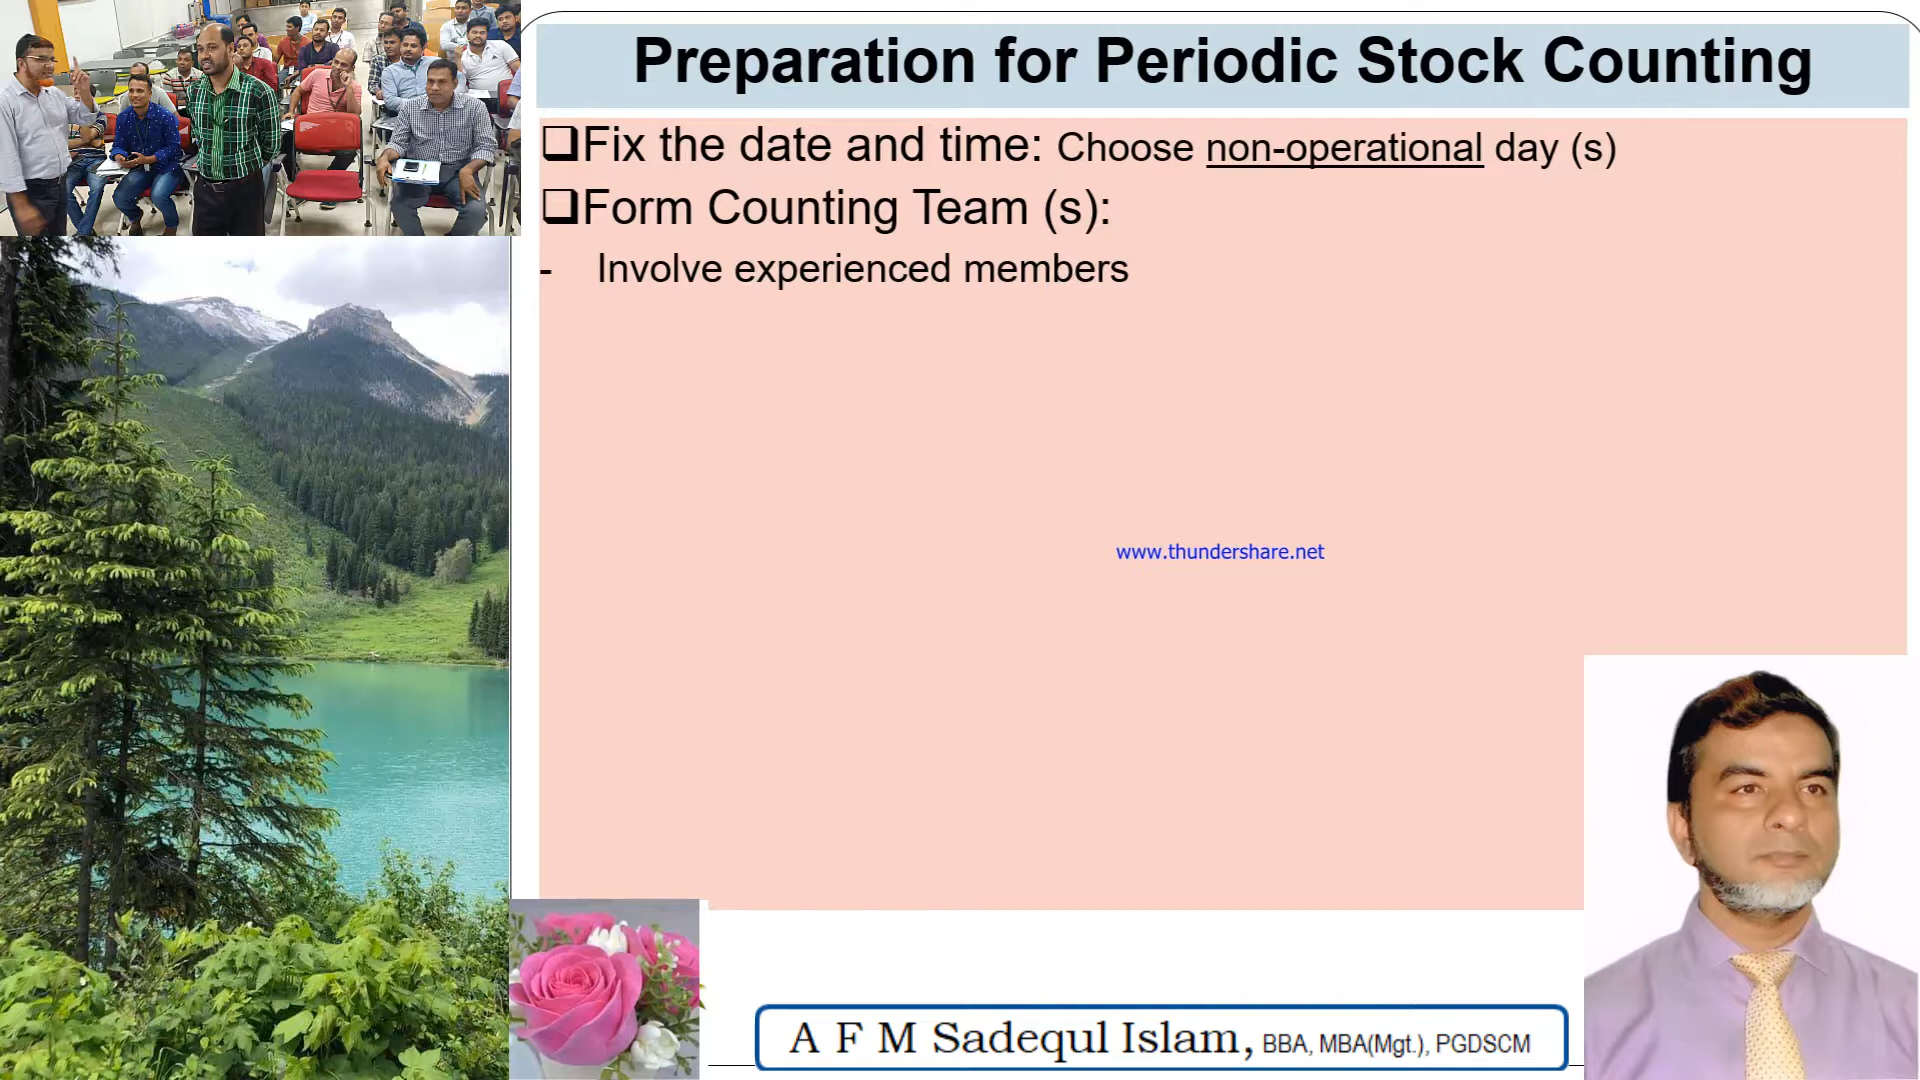 Preparation for Periodic Stock Counting
❑Fix the date and time: Choose non-operational day (s)
❑Form Counting Team (s):
- Involve experienced members
www.thundershare.net
A F M Sadequl Islam, BBA, MBA(Mgt.), PGDSCM